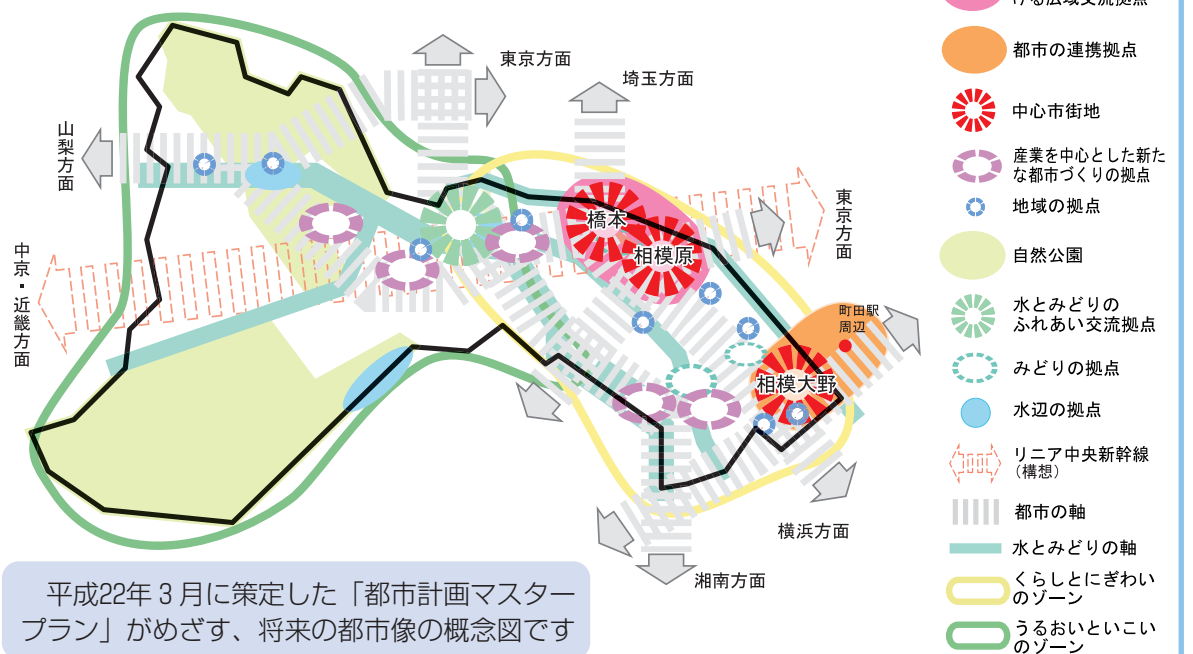 東京方面
埼玉方面
山梨方面
東京方面
中京・近畿方面
橋本
相模原
町田駅
周辺
相模大野
横浜方面
湘南方面
平成22年3月に策定した「都市計画マスター
プラン」がめざす、将来の都市像の概念図です
ける広域交流拠点
都市の連携拠点
中心市街地
産業を中心とした新た
な都市づくりの拠点
地域の拠点
自然公園
水とみどりの
ふれあい交流拠点
みどりの拠点
水辺の拠点
リニア中央新幹線
(構想)
都市の軸
水とみどりの軸
くらしとにぎわい
のゾーン
うるおいといこい
のゾーン